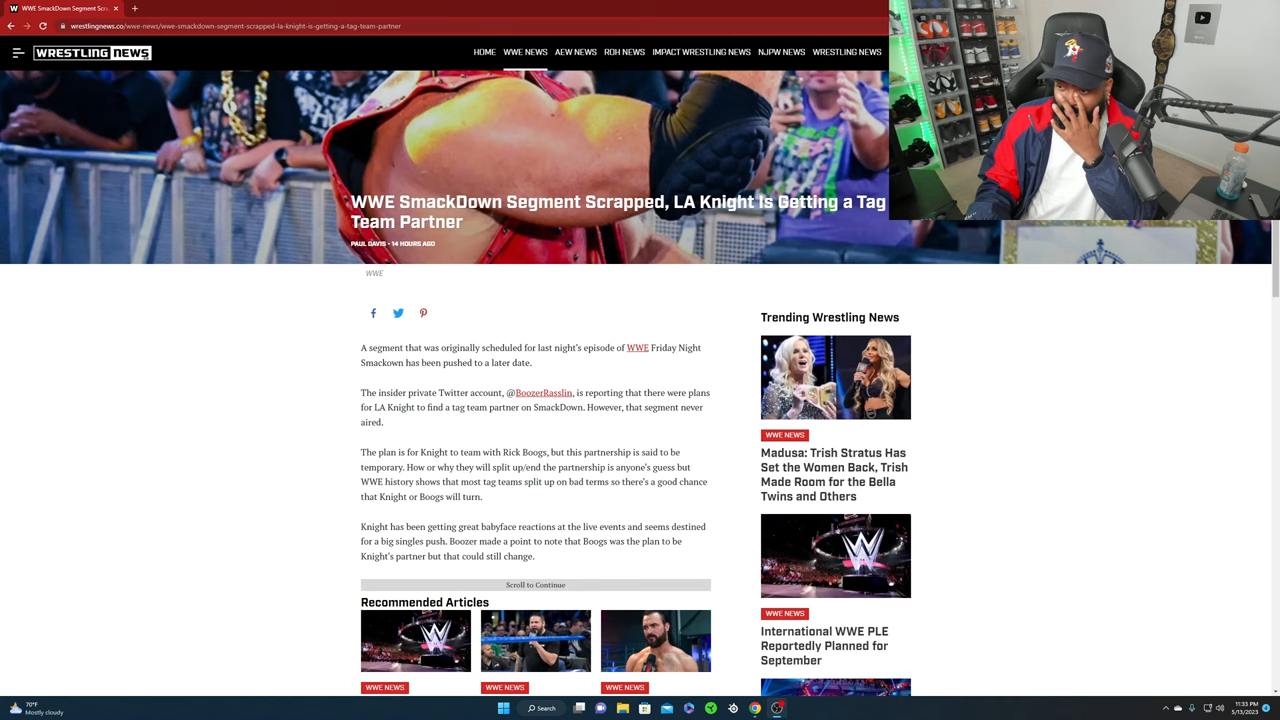 WWE SmackDown Segment Scra
wrestlingnews.co/wwe-news/wwe-smackdown-segment-scrapped-la-knight-is-getting-a-tag-team-partner
WRESTLING NEWS
HOME WWE NEWS AEW NEWS ROH NEWS IMPACT WRESTLING NEWS NJPW NEWS WRESTLING NEWS
WWE SmackDown Segment Scrapped, LA Knight Is Getting a Tag
Team Partner
PAUL DAVIS • 14 HOURS AGO
WWE
A segment that was originally scheduled for last night's episode of WWE Friday Night
Smackown has been pushed to a later date.
The insider private Twitter account, @BoozerRasslin, is reporting that there were plans
for LA Knight to find a tag team partner on SmackDown. However, that segment never
aired.
The plan is for Knight to team with Rick Boogs, but this partnership is said to be
temporary. How or why they will split up/end the partnership is anyone's guess but
WWE history shows that most tag teams split up on bad terms so there's a good chance
that Knight or Boogs will turn.
Knight has been getting great babyface reactions at the live events and seems destined
for a big singles push. Boozer made a point to note that Boogs was the plan to be
Knight's partner but that could still change.
Scroll to Continue
Recommended Articles
WWE NEWS
WWE NEWS
WWE NEWS
Trending Wrestling News
WWE NEWS
Madusa: Trish Stratus Has
Set the Women Back, Trish
Made Room for the Bella
Twins and Others
WWE NEWS
International WWE PLE
Reportedly Planned for
September
70°F
Mostly cloudy
Search
11:33 PM
5/13/2023